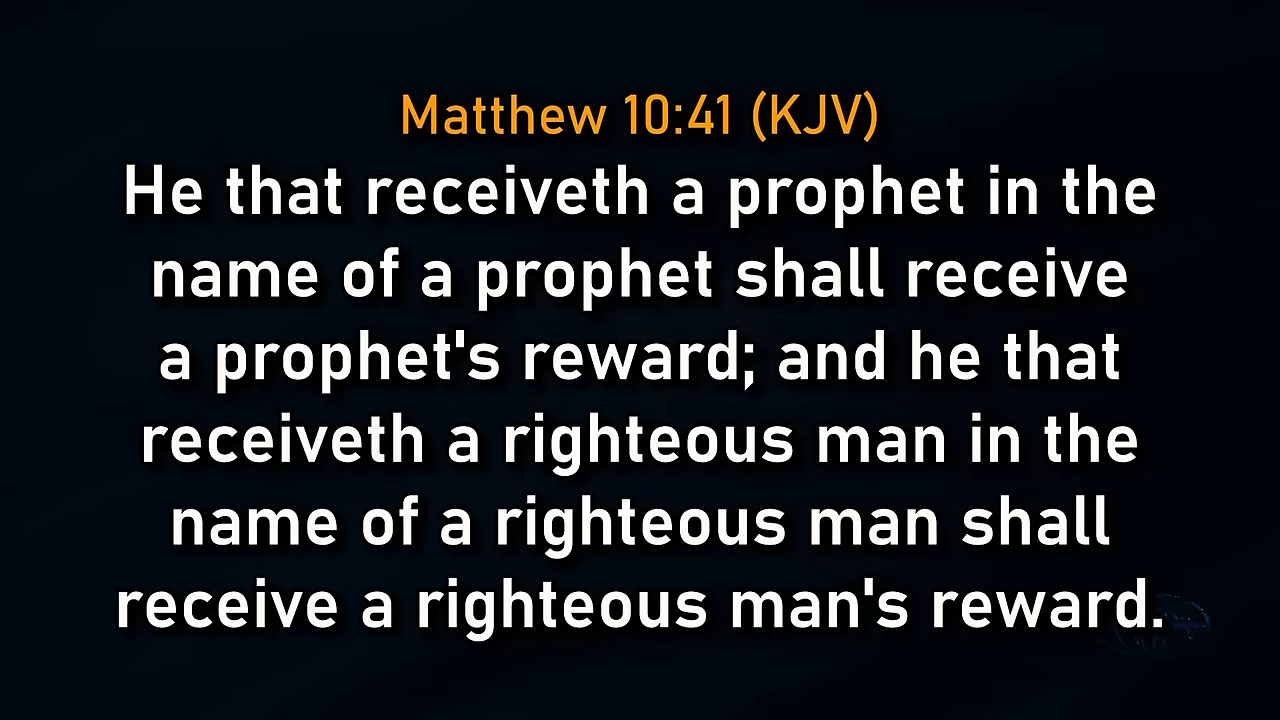 Matthew 10:41 (KJV)
He that receiveth a prophet in the
name of a prophet shall receive
a prophet's reward; and he that
receiveth a righteous man in the
name of a righteous man shall
receive a righteous man's reward.